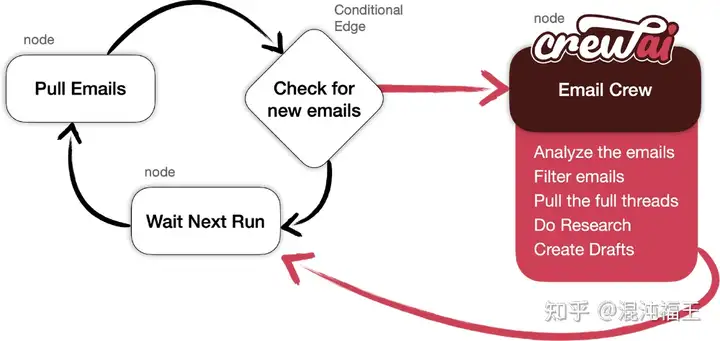 node
Pull Emails
Conditional
Edge
Check for
new emails
node
Wait Next Run
node
crewai
Email Crew
Analyze the emails
Filter emails
Pull the full threads
Do Research
Create Drafts
知乎 @混沌福王